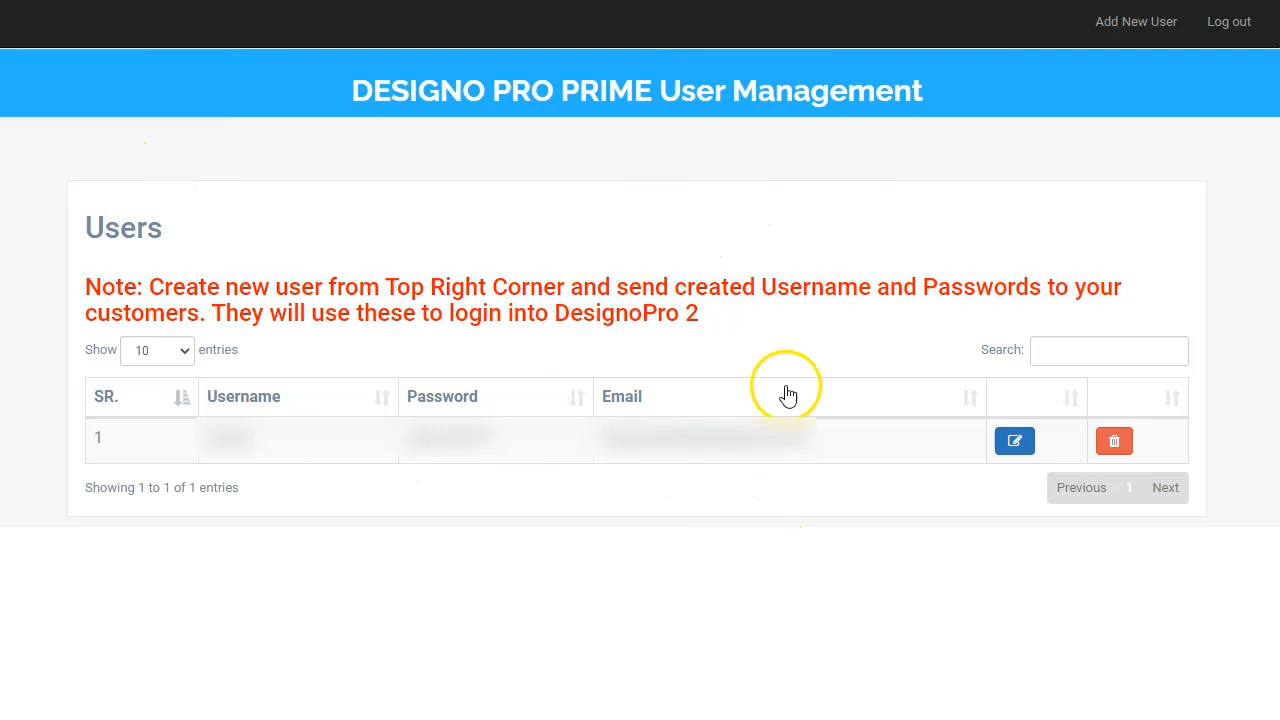 Add New User Log out
DESIGNO PRO PRIME User Management
Users
Note: Create new user from Top Right Corner and send created Username and Passwords to your
customers. They will use these to login into DesignoPro 2
Show 10 entries Search:
SR. Username Password Email
1
Showing 1 to 1 of 1 entries Previous 1 Next